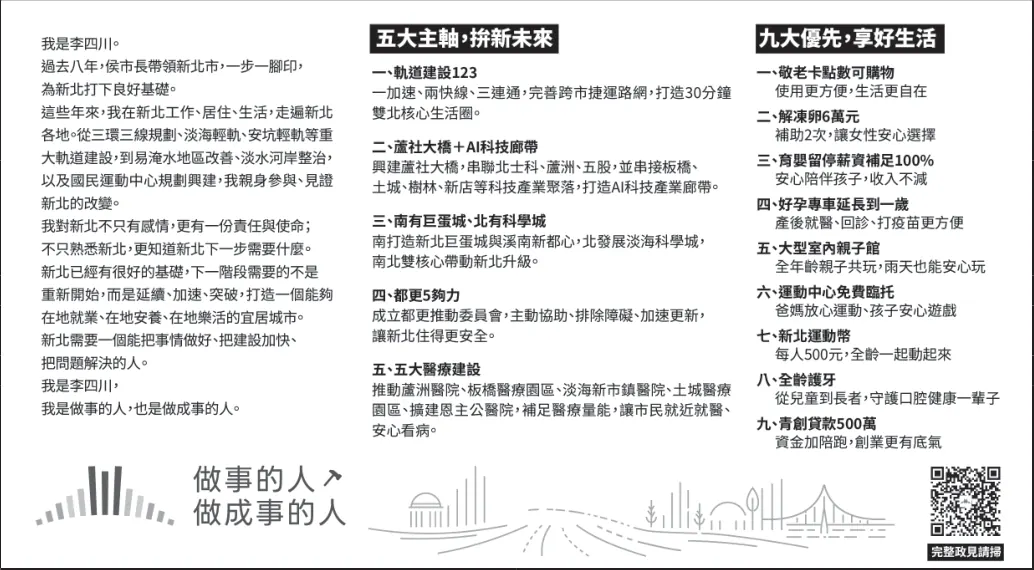 我是李四川。
過去八年，侯市長帶領新北市，一步一腳印，
為新北打下良好基礎。
這些年來，我在新北工作、居住、生活，走遍新北
各地。從三環三線規劃、淡海輕軌、安坑輕軌等重
大軌道建設，到易淹水地區改善、淡水河岸整治，
以及國民運動中心規劃興建，我親身參與、見證
新北的改變。
我對新北不只有感情，更有一份責任與使命；
不只熟悉新北，更知道新北下一步需要什麼。
新北已經有很好的基礎，下一階段需要的不是
重新開始，而是延續、加速、突破，打造一個能夠
在地就業、在地安養、在地樂活的宜居城市。
新北需要一個能把事情做好、把建設加快、
把問題解決的人。
我是李四川，
我是做事的人，也是做成事的人。
做事的人
做成事的人
五大主軸，拚新未來
一、軌道建設123
一加速、兩快線、三連通，完善跨市捷運路網，打造30分鐘
雙北核心生活圈。
二、蘆社大橋＋AI科技廊帶
興建蘆社大橋，串聯北士科、蘆洲、五股，並串接板橋、
土城、樹林、新店等科技產業聚落，打造AI科技產業廊帶。
三、南有巨蛋城、北有科學城
南打造新北巨蛋城與溪南新都心，北發展淡海科學城，
南北雙核心帶動新北升級。
四、都更5夠力
成立都更推動委員會，主動協助、排除障礙、加速更新，
讓新北住得更安全。
五、五大醫療建設
推動蘆洲醫院、板橋醫療園區、淡海新市鎮醫院、土城醫療
園區、擴建恩主公醫院，補足醫療量能，讓市民就近就醫、
安心看病。
九大優先，享好生活
一、敬老卡點數可購物
使用更方便，生活更自在
二、解凍卵6萬元
補助2次，讓女性安心選擇
三、育嬰留停薪資補足100%
安心陪伴孩子，收入不減
四、好孕專車延長到一歲
產後就醫、回診、打疫苗更方便
五、大型室內親子館
全年齡親子共玩，雨天也能安心玩
六、運動中心免費臨托
爸媽放心運動、孩子安心遊戲
七、新北運動幣
每人500元，全齡一起動起來
八、全齡護牙
從兒童到長者，守護口腔健康一輩子
九、青創貸款500萬
資金加陪跑，創業更有底氣
完整政見請掃